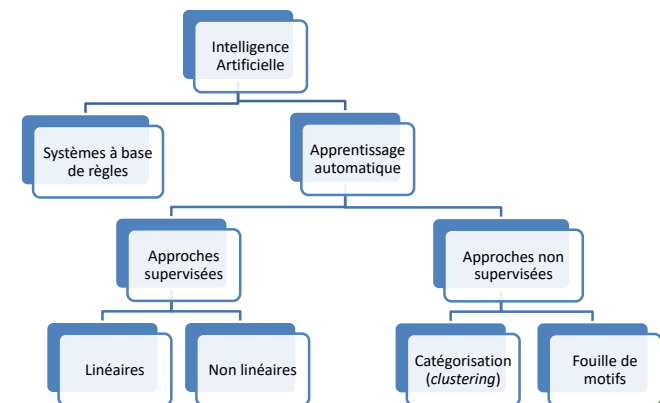 Intelligence
Artificielle
Systèmes à base
de règles
Apprentissage
automatique
Approches
supervisées
Approches non
supervisées
Linéaires
Non linéaires
Catégorisation
(clustering)
Fouille de
motifs